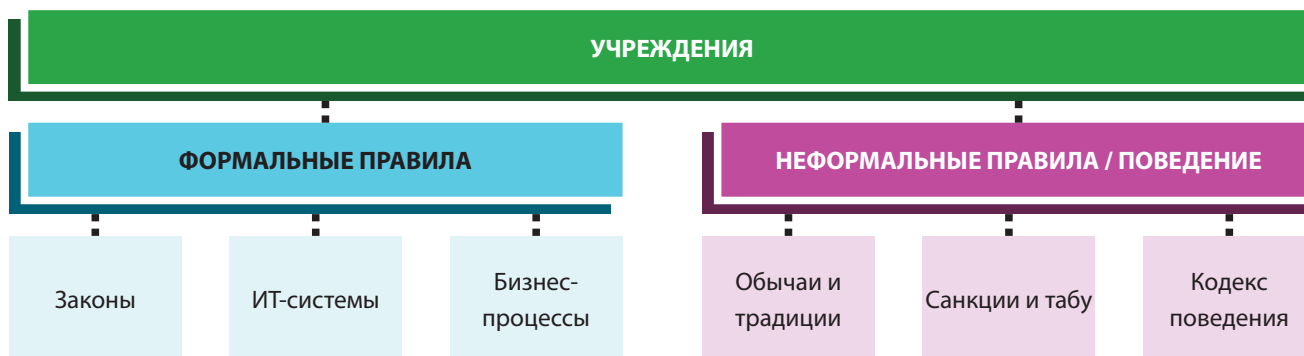 УЧРЕЖДЕНИЯ
ФОРМАЛЬНЫЕ ПРАВИЛА
НЕФОРМАЛЬНЫЕ ПРАВИЛА / ПОВЕДЕНИЕ
Законы
ИТ-системы
Бизнес-
процессы
Обычаи и
традиции
Санкции и табу
Кодекс
поведения